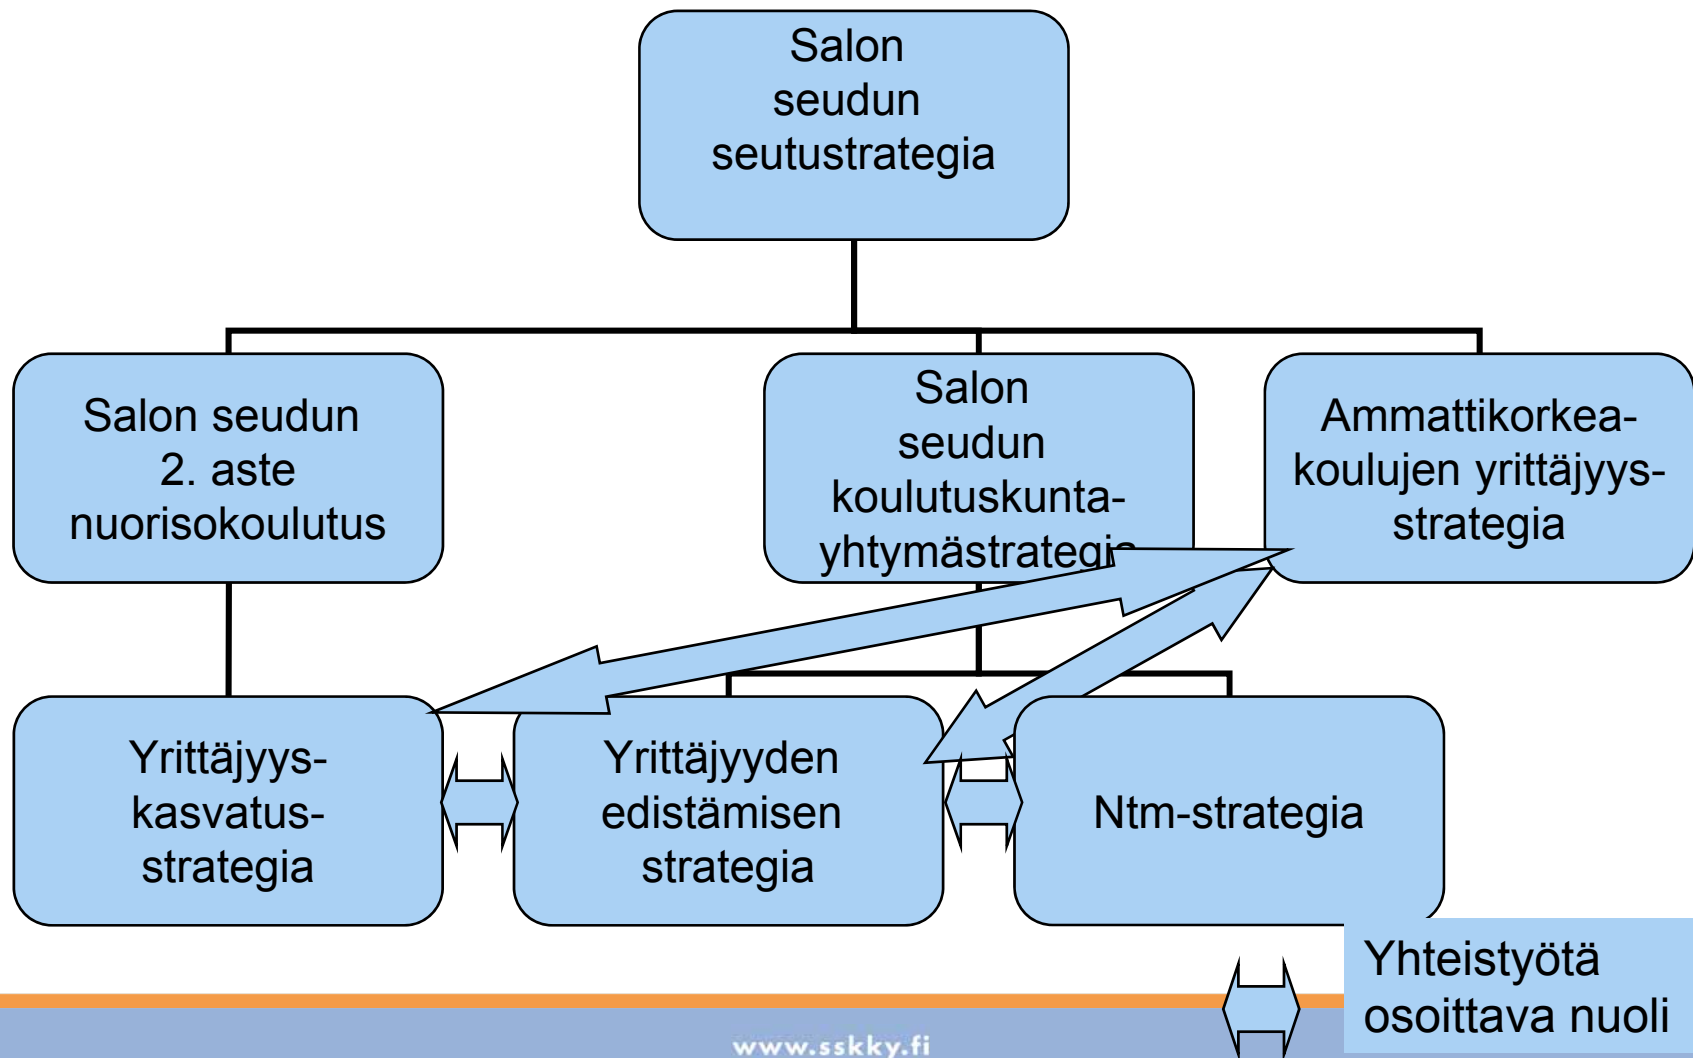 Salon
seudun
seutustrategia
Salon seudun
2. aste
nuorisokoulutus
Salon
seudun
koulutuskunta-
yhtymästrategia
Ammattikorkea-
koulujen yrittäjyys-
strategia
Yrittäjyys-
kasvatus-
strategia
Yrittäjyyden
edistämisen
strategia
Ntm-strategia
Yhteistyötä
osoittava nuoli
www.sskky.fi